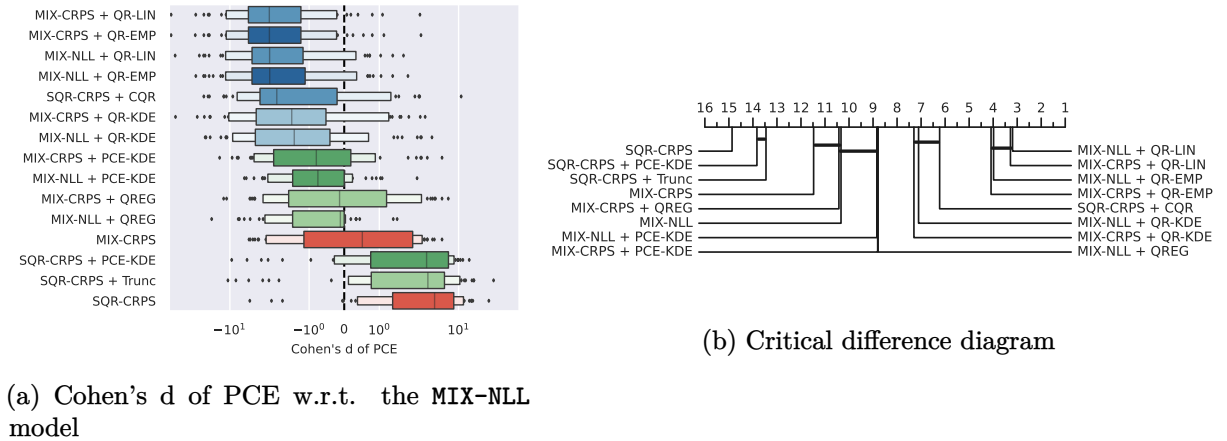 MIX-CRPS + QR-LIN
MIX-CRPS + QR-EMP
MIX-NLL + QR-LIN
MIX-NLL + QR-EMP
SQR-CRPS + CQR
MIX-CRPS + QR-KDE
MIX-NLL + QR-KDE
MIX-CRPS + PCE-KDE
MIX-NLL + PCE-KDE
MIX-CRPS + QREG
MIX-NLL + QREG
MIX-CRPS
SQR-CRPS + PCE-KDE
SQR-CRPS + Trunc
SQR-CRPS
−10¹ −10⁰ 0 10⁰ 10¹
Cohen's d of PCE
(a) Cohen's d of PCE w.r.t. the MIX-NLL
model
16 15 14 13 12 11 10 9 8 7 6 5 4 3 2 1
SQR-CRPS
SQR-CRPS + PCE-KDE
SQR-CRPS + Trunc
MIX-CRPS
MIX-CRPS + QREG
MIX-NLL
MIX-NLL + PCE-KDE
MIX-CRPS + PCE-KDE
MIX-NLL + QR-LIN
MIX-CRPS + QR-LIN
MIX-NLL + QR-EMP
MIX-CRPS + QR-EMP
SQR-CRPS + CQR
MIX-NLL + QR-KDE
MIX-CRPS + QR-KDE
MIX-NLL + QREG
(b) Critical difference diagram